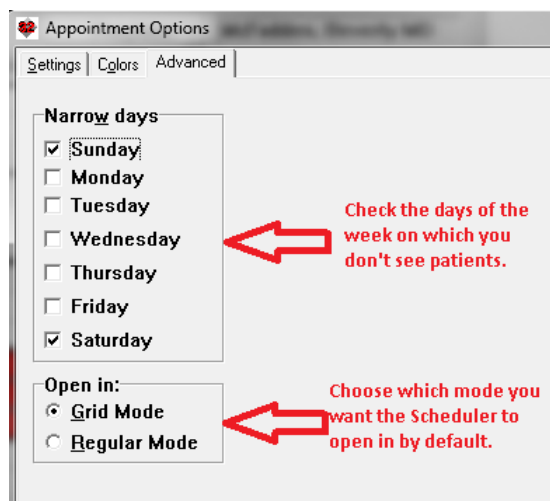 Appointment Options
Settings Colors Advanced
Narrow days
Sunday
Monday
Tuesday
Wednesday
Thursday
Friday
Saturday
Check the days of the
week on which you
don't see patients.
Open in:
Grid Mode
Regular Mode
Choose which mode you
want the Scheduler to
open in by default.